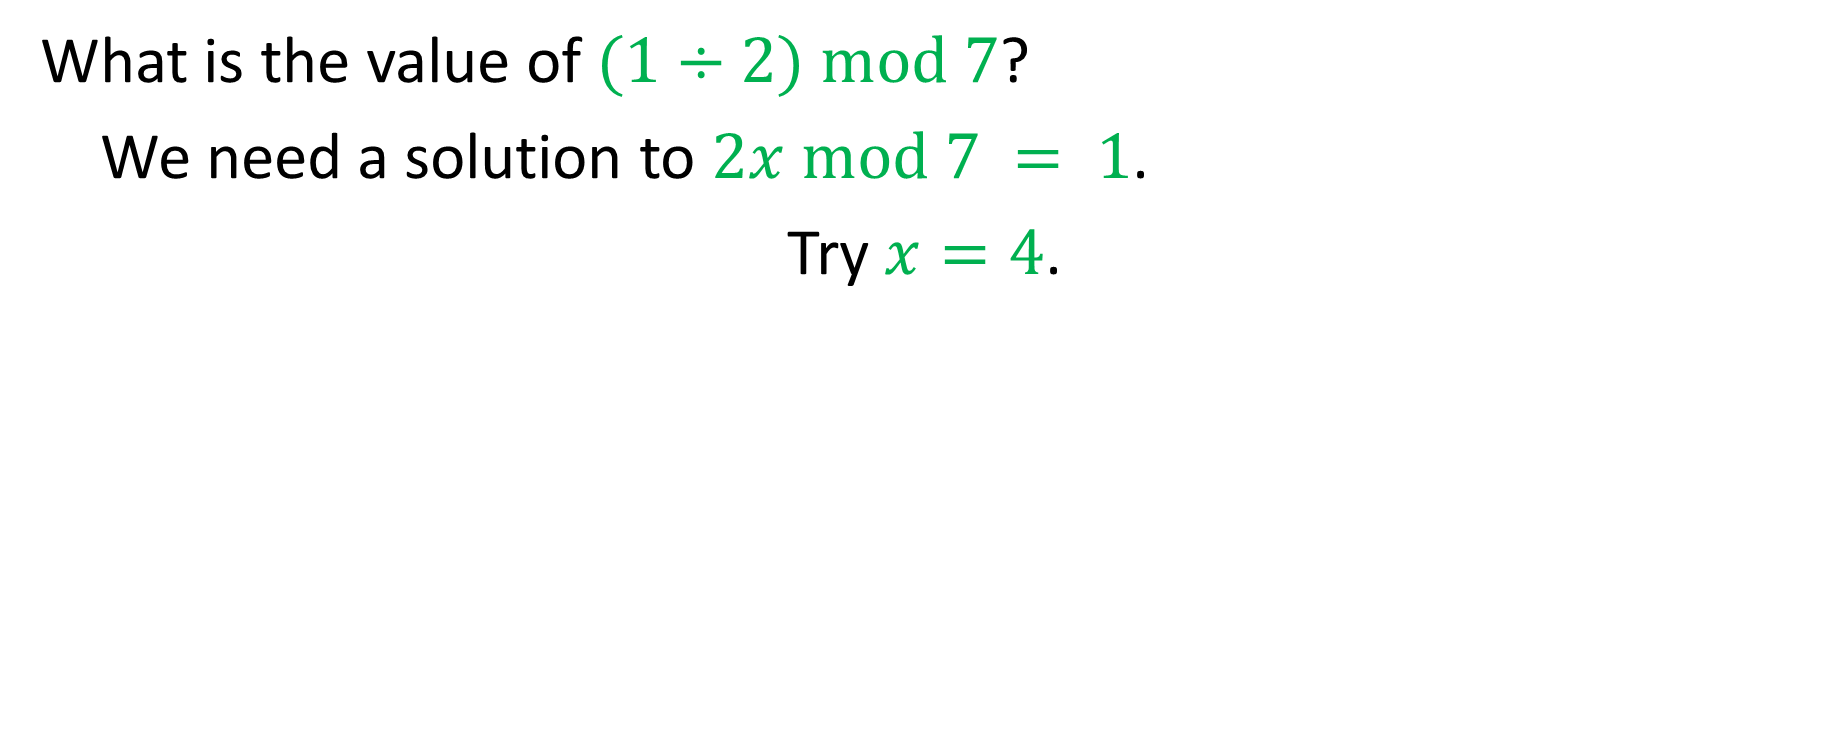 What is the value of (1 ÷ 2) mod 7?
We need a solution to 2x mod 7 = 1.
Try x = 4.